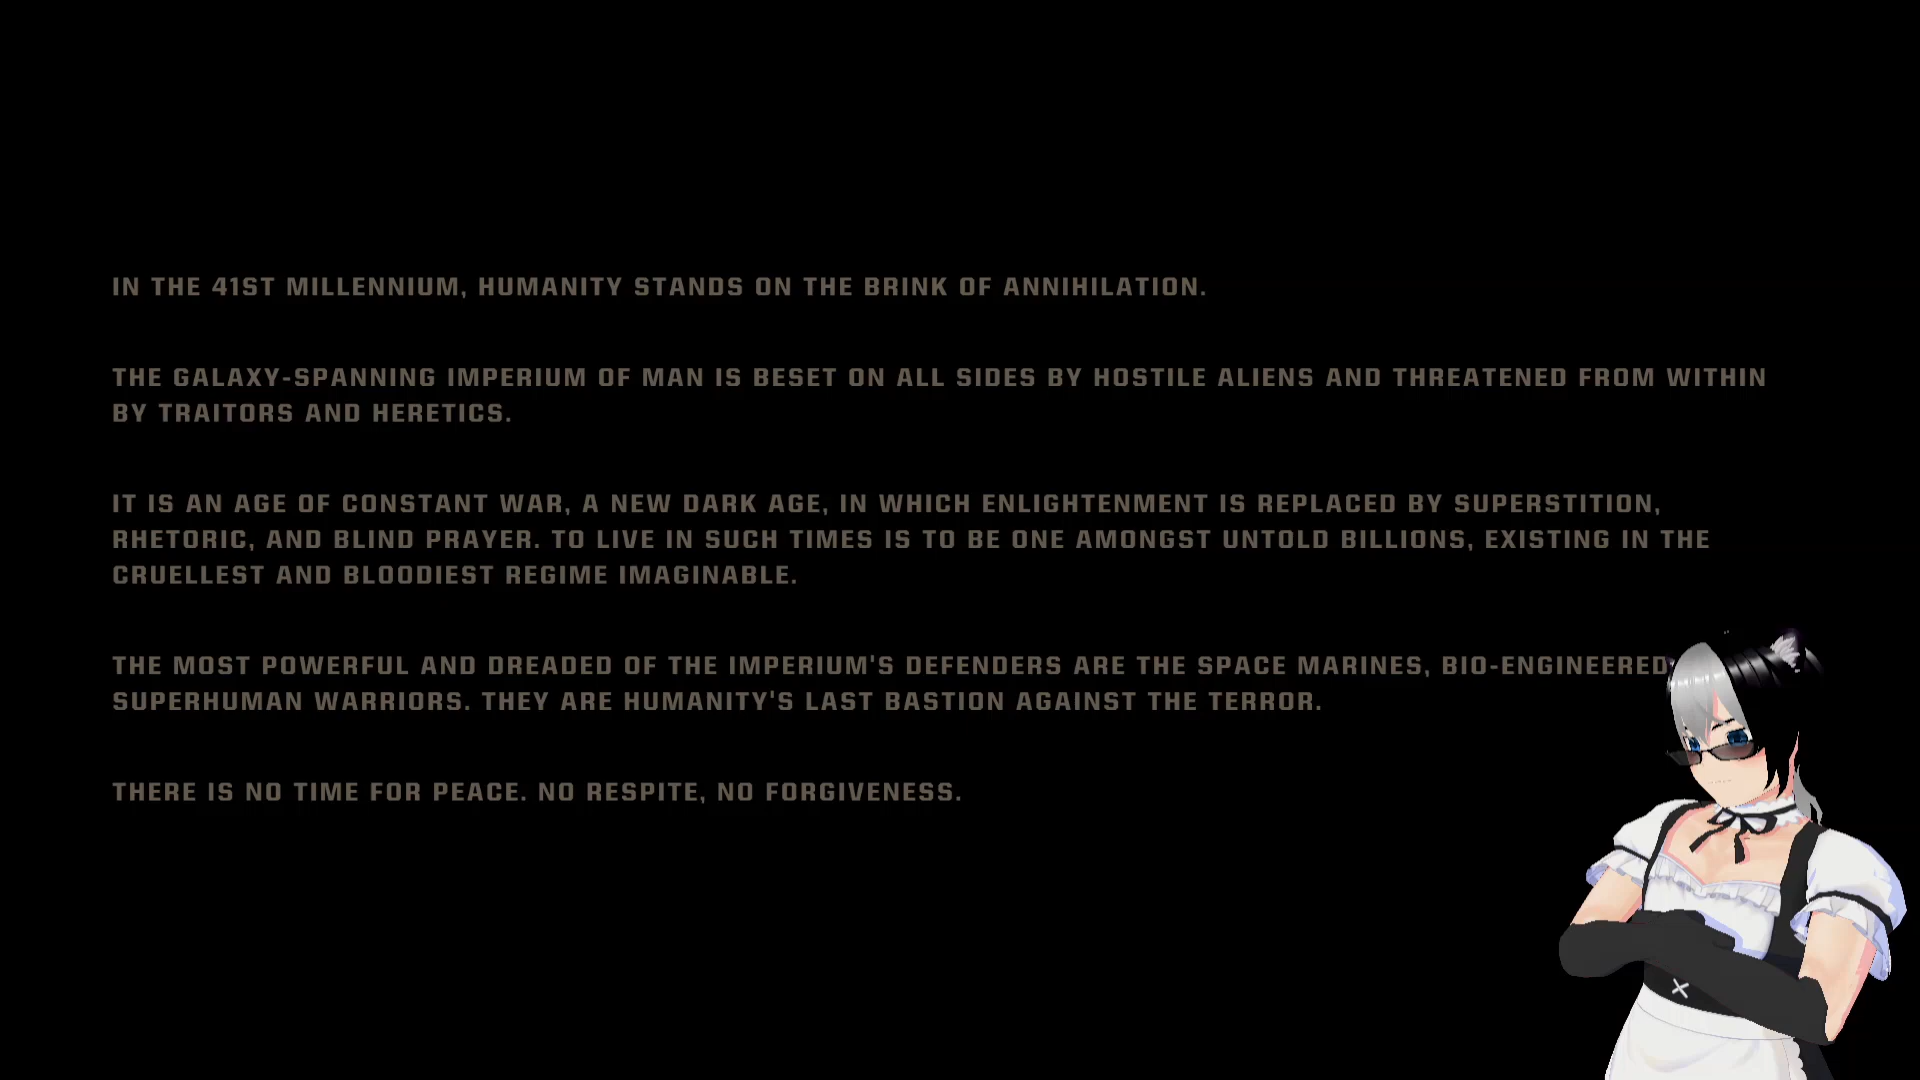 IN THE 41ST MILLENNIUM, HUMANITY STANDS ON THE BRINK OF ANNIHILATION.
THE GALAXY-SPANNING IMPERIUM OF MAN IS BESET ON ALL SIDES BY HOSTILE ALIENS AND THREATENED FROM WITHIN
BY TRAITORS AND HERETICS.
IT IS AN AGE OF CONSTANT WAR, A NEW DARK AGE, IN WHICH ENLIGHTENMENT IS REPLACED BY SUPERSTITION,
RHETORIC, AND BLIND PRAYER. TO LIVE IN SUCH TIMES IS TO BE ONE AMONGST UNTOLD BILLIONS, EXISTING IN THE
CRUELLEST AND BLOODIEST REGIME IMAGINABLE.
THE MOST POWERFUL AND DREADED OF THE IMPERIUM'S DEFENDERS ARE THE SPACE MARINES, BIO-ENGINEERED
SUPERHUMAN WARRIORS. THEY ARE HUMANITY'S LAST BASTION AGAINST THE TERROR.
THERE IS NO TIME FOR PEACE. NO RESPITE, NO FORGIVENESS.